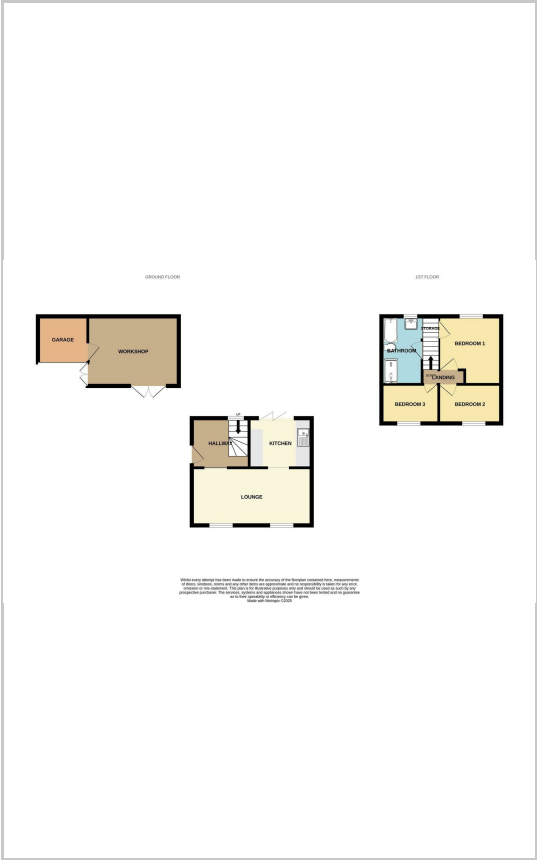 GROUND FLOOR
1ST FLOOR
GARAGE
WORKSHOP
STORAGE
BATHROOM
BEDROOM 1
LANDING
BEDROOM 3
BEDROOM 2
UP
HALLWAY
KITCHEN
LOUNGE
Whilst every attempt has been made to ensure the accuracy of the floorplan contained here, measurements
of doors, windows, rooms and any other items are approximate and no responsibility is taken for any error,
omission or mis-statement. This plan is for illustrative purposes only and should be used as such by any
prospective purchaser. The services, systems and appliances shown have not been tested and no guarantee
as to their operability or efficiency can be given.
Made with Metropix ©2025